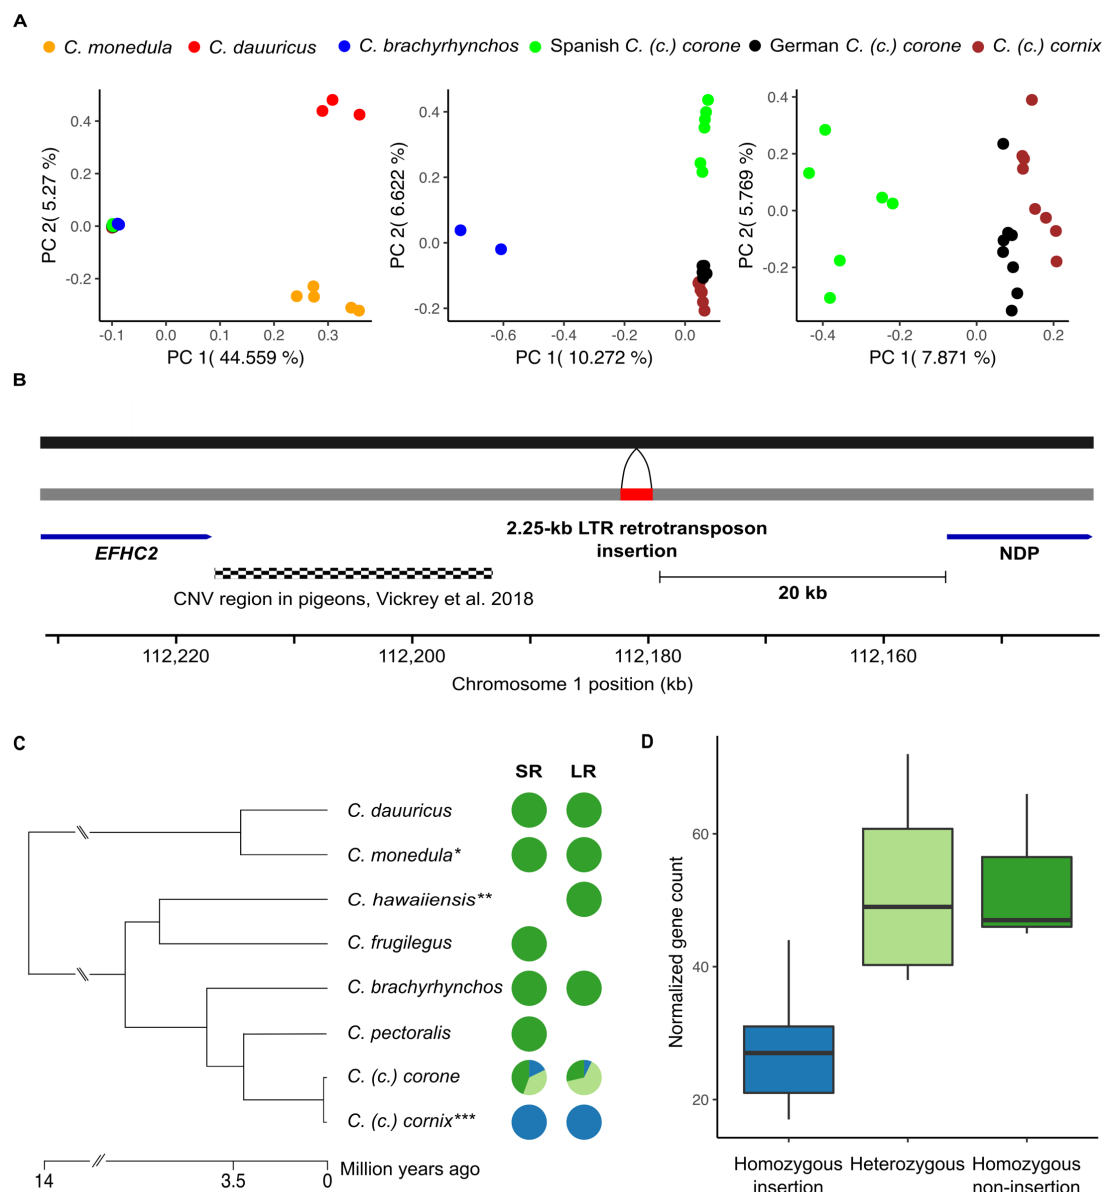 A
C. monedula C. dauuricus C. brachyrhynchos Spanish C. (c.) corone German C. (c.) corone C. (c.) cornix
PC 2( 5.27 %)
0.4
0.2
0.0
-0.2
-0.1 0.0 0.1 0.2 0.3
PC 1( 44.559 %)
PC 2( 6.622 %)
0.4
0.2
0.0
-0.2
-0.6 -0.4 -0.2 0.0
PC 1( 10.272 %)
PC 2( 5.769 %)
0.4
0.2
0.0
-0.2
-0.4 -0.2 0.0 0.2
PC 1( 7.871 %)
B
2.25-kb LTR retrotransposon
insertion
EFHC2
NDP
CNV region in pigeons, Vickrey et al. 2018
20 kb
112,220 112,200 112,180 112,160
Chromosome 1 position (kb)
C
SR LR
C. dauuricus
C. monedula*
C. hawaiiensis**
C. frugilegus
C. brachyrhynchos
C. pectoralis
C. (c.) corone
C. (c.) cornix***
14 3.5 0 Million years ago
D
Normalized gene count
60
40
20
Homozygous insertion
Heterozygous
Homozygous non-insertion